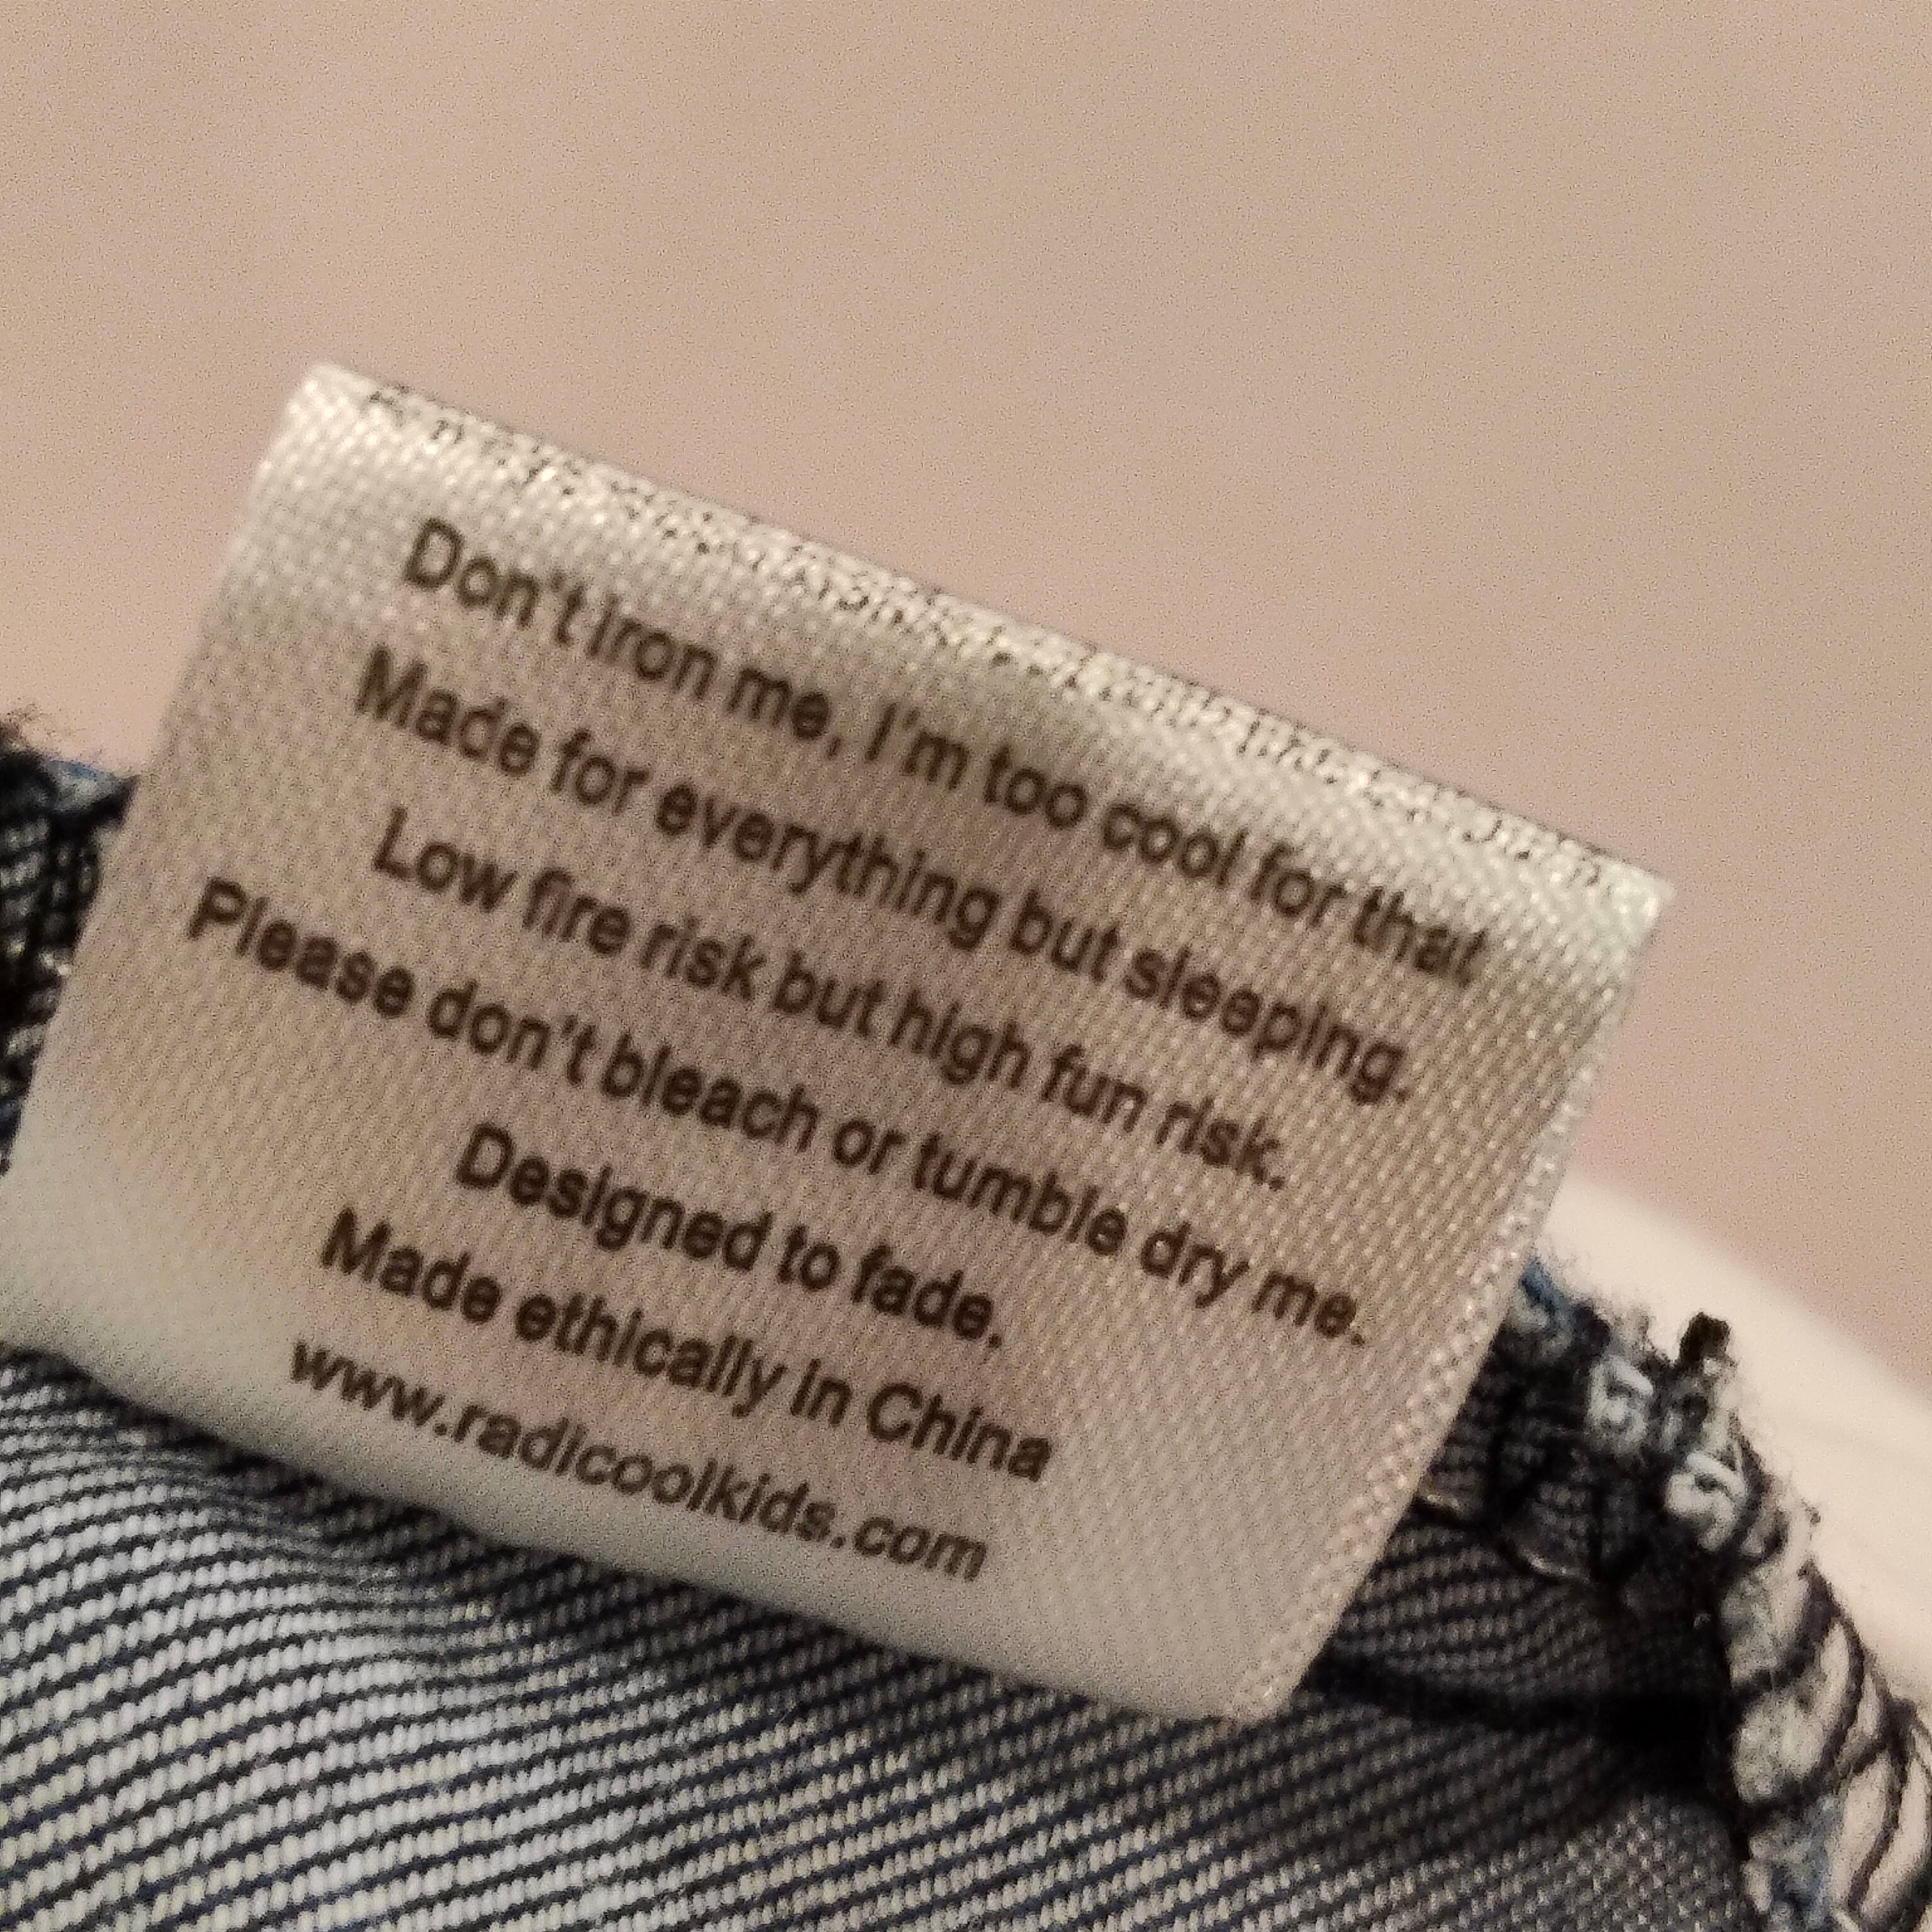 Don't iron me, I'm too cool for that
Made for everything but sleeping.
Low fire risk but high fun risk.
Please don't bleach or tumble dry me.
Designed to fade.
Made ethically in China
www.radicoolkids.com